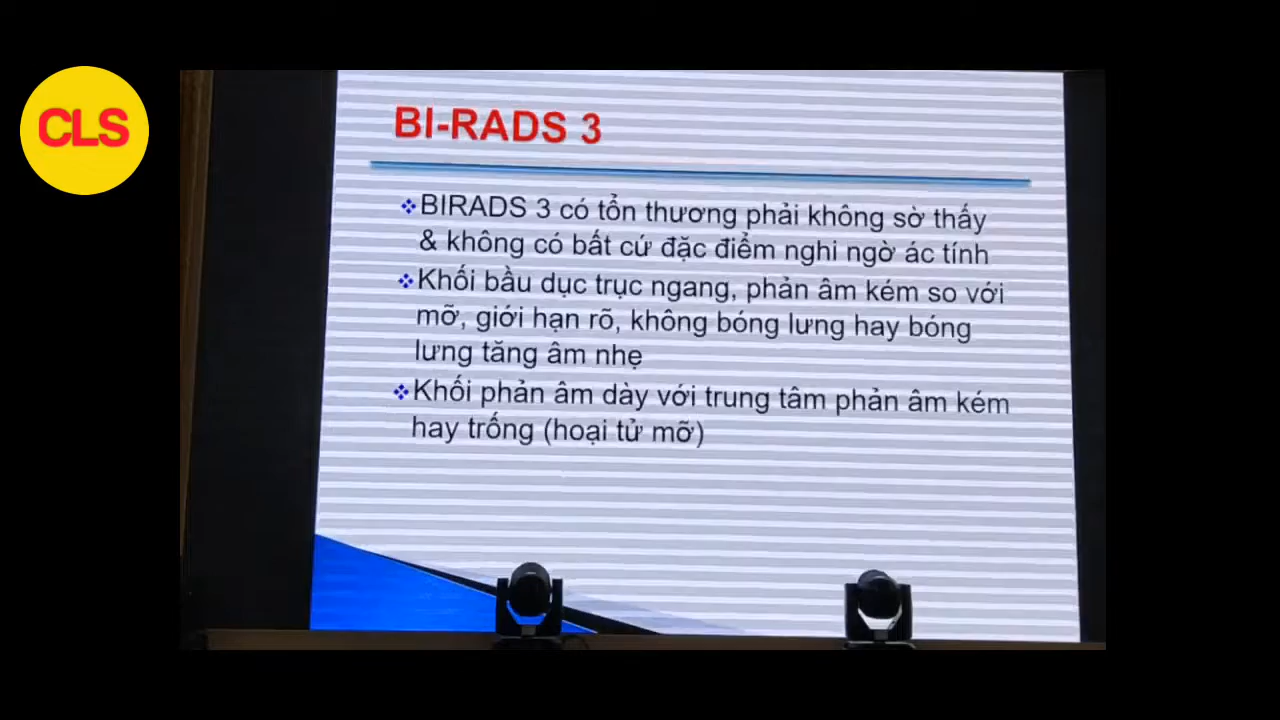 CLS
BI-RADS 3
BIRADS 3 có tổn thương phải không sờ thấy
& không có bất cứ đặc điểm nghi ngờ ác tính
Khối bầu dục trục ngang, phản âm kém so với
mỡ, giới hạn rõ, không bóng lưng hay bóng
lưng tăng âm nhẹ
Khối phản âm dày với trung tâm phản âm kém
hay trống (hoại tử mỡ)